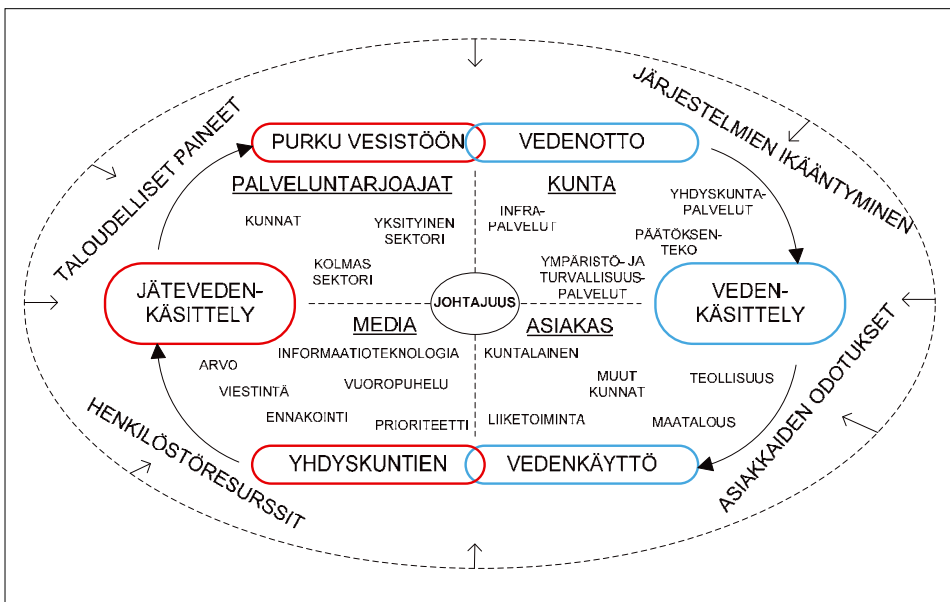 TALOUDELLISET PAINEET
JÄRJESTELMIEN IKÄÄNTYMINEN
PURKU VESISTÖÖN
VEDENOTTO
PALVELUNTARJOAJAT
KUNTA
KUNNAT
YKSITYINEN
SEKTORI
KOLMAS
SEKTORI
INFRA-
PALVELUT
YHDYSKUNTA-
PALVELUT
PÄÄTÖKSEN-
TEKO
YMPÄRISTÖ- JA
TURVALLISUUS-
PALVELUT
JÄTEVEDEN-
KÄSITTELY
JOHTAJUUS
VEDEN-
KÄSITTELY
MEDIA
ASIAKAS
INFORMAATIOTEKNOLOGIA
ARVO
VIESTINTÄ
VUOROPUHELU
ENNAKOINTI
PRIORITEETTI
KUNTALAINEN
MUUT
KUNNAT
TEOLLISUUS
LIIKETOIMINTA
MAATALOUS
YHDYSKUNTIEN
VEDENKÄYTTÖ
HENKILÖSTÖRESURSSIT
ASIAKKAIDEN ODOTUKSET